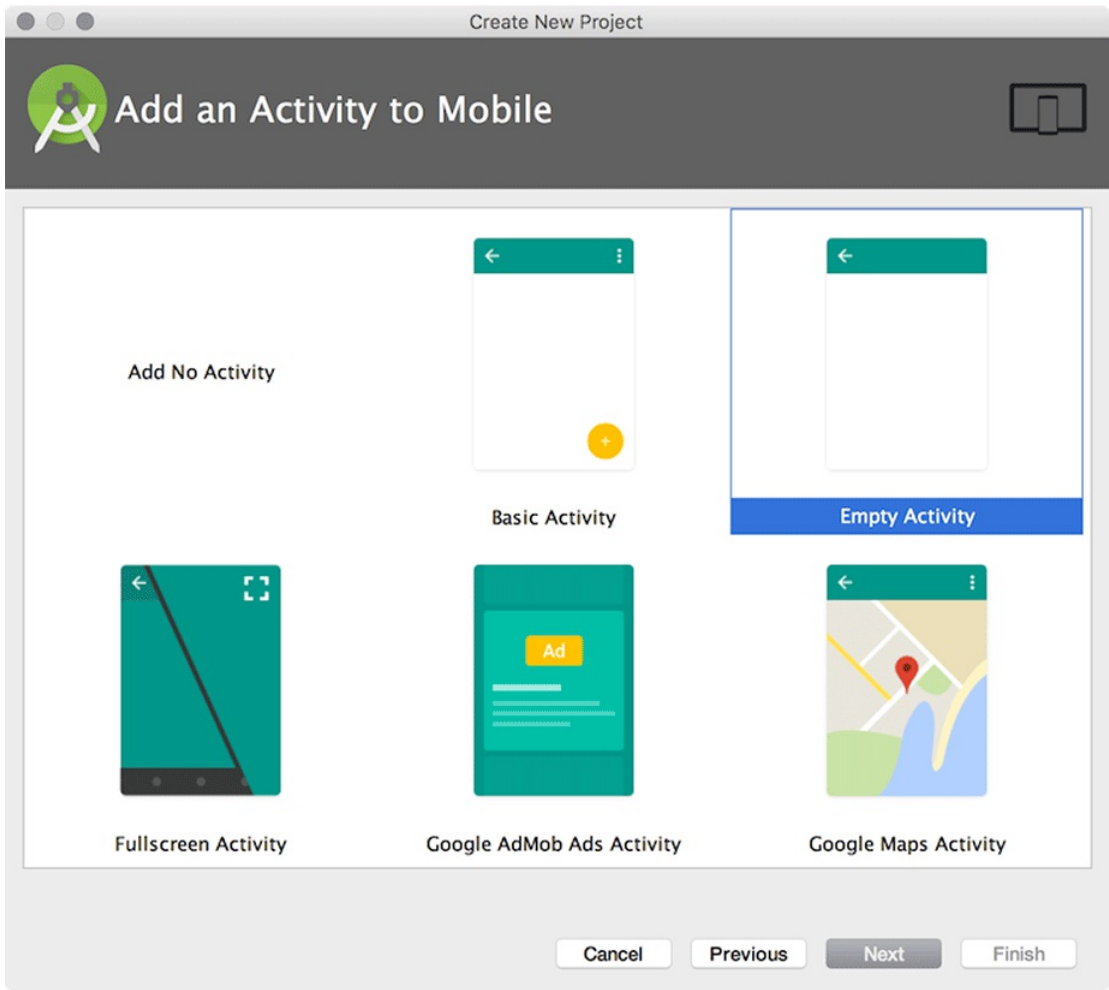 Create New Project
Add an Activity to Mobile
Add No Activity
Basic Activity
Empty Activity
Ad
Fullscreen Activity
Google AdMob Ads Activity
Google Maps Activity
Cancel
Previous
Next
Finish